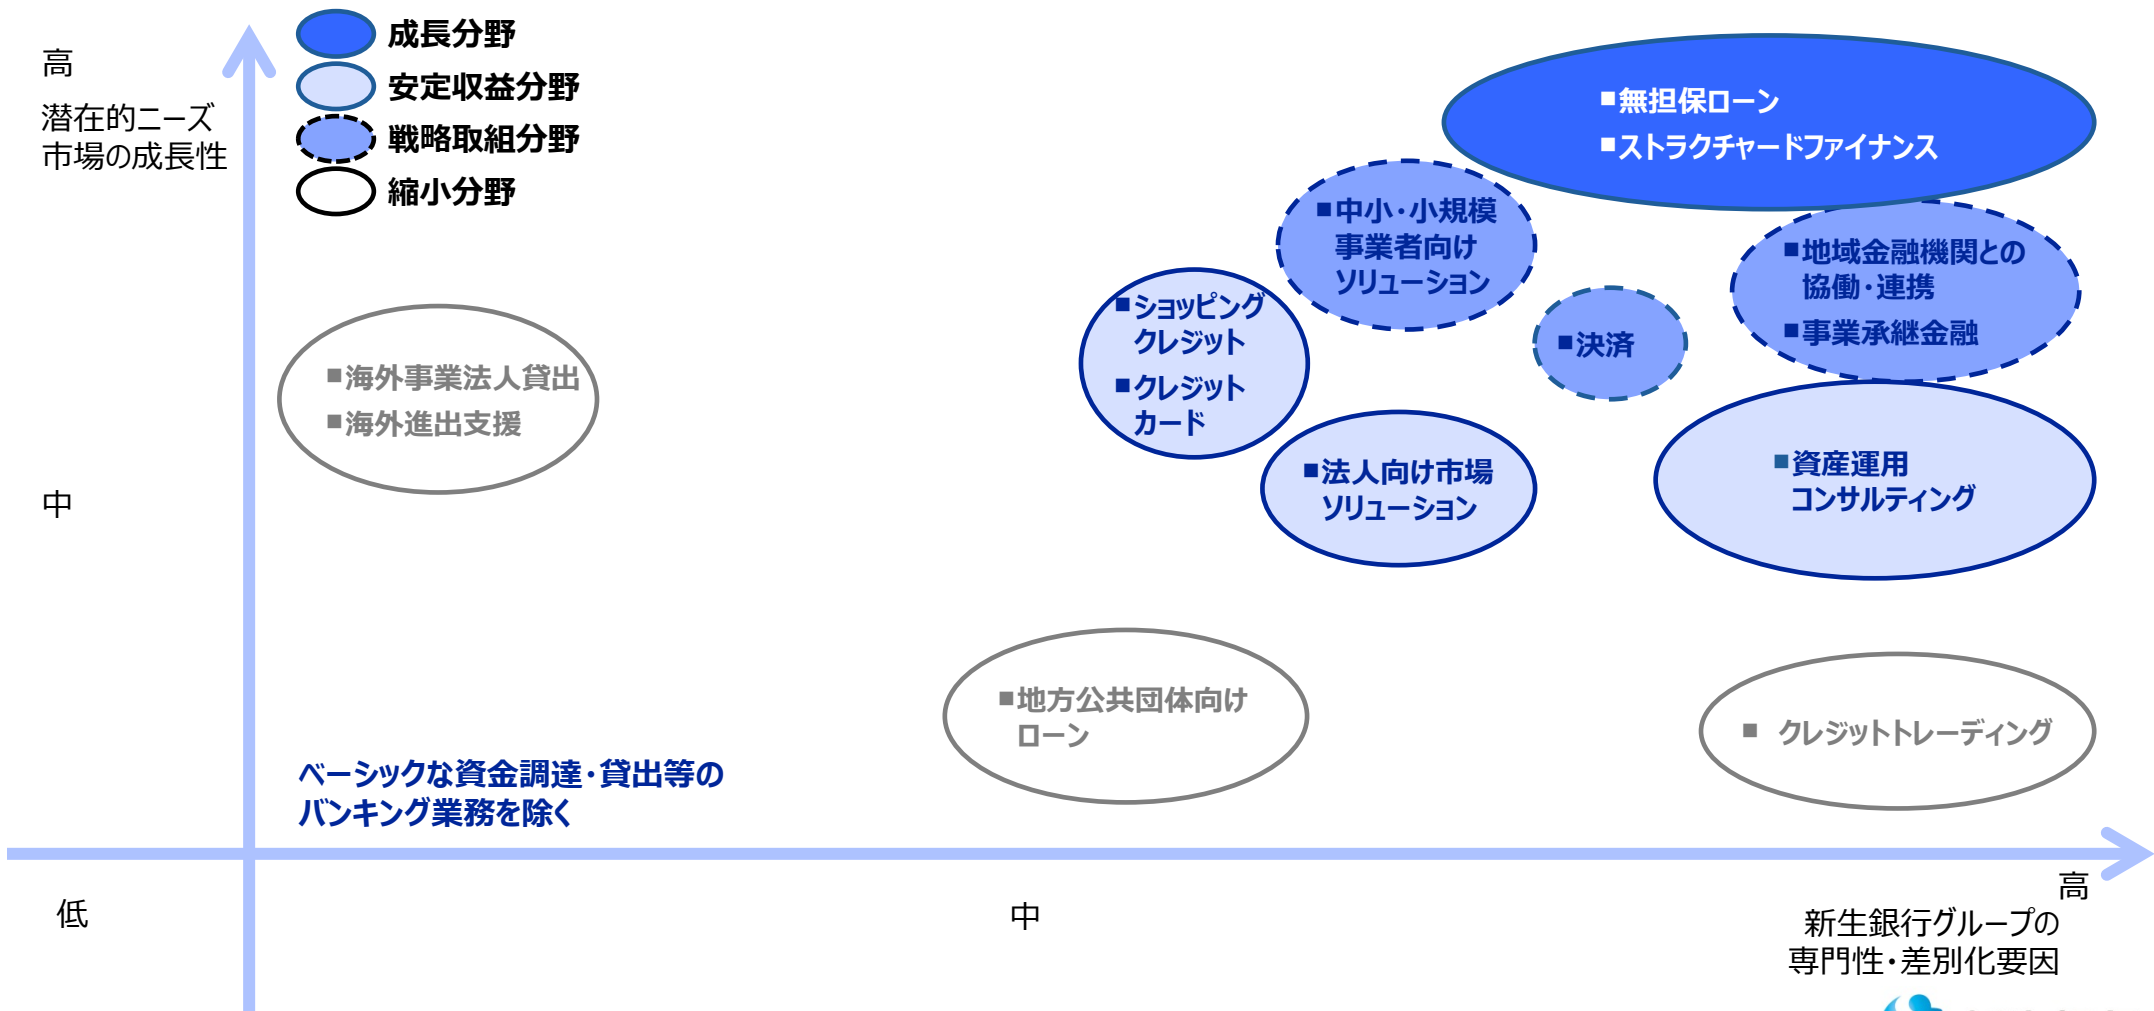 高
潜在的ニーズ
市場の成長性
中
低
成長分野
安定収益分野
戦略取組分野
縮小分野
■無担保ローン
■ストラクチャードファイナンス
■中小・小規模
事業者向け
ソリューション
■地域金融機関との
協働・連携
■事業承継金融
■決済
■ショッピング
クレジット
■クレジット
カード
■海外事業法人貸出
■海外進出支援
■法人向け市場
ソリューション
■資産運用
コンサルティング
■地方公共団体向け
ローン
■ クレジットトレーディング
ベーシックな資金調達・貸出等の
バンキング業務を除く
中
高
新生銀行グループの
専門性・差別化要因